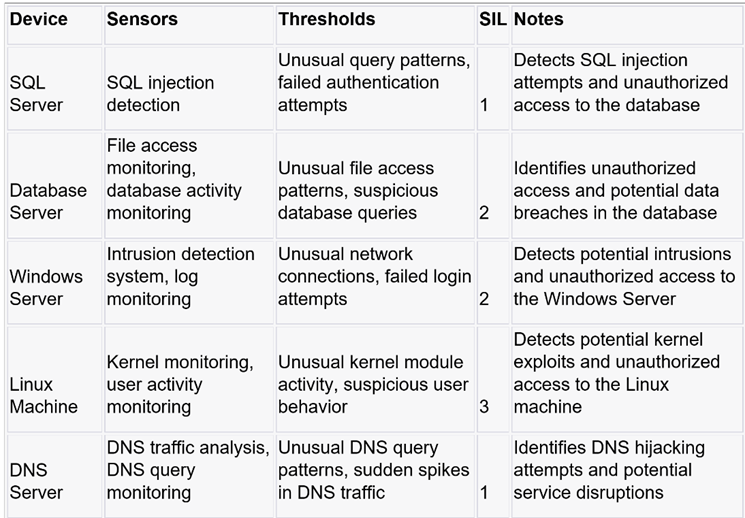 Device Sensors Thresholds SIL Notes
SQL Server
SQL injection detection
Unusual query patterns, failed authentication attempts
1
Detects SQL injection attempts and unauthorized access to the database
Database Server
File access monitoring, database activity monitoring
Unusual file access patterns, suspicious database queries
2
Identifies unauthorized access and potential data breaches in the database
Windows Server
Intrusion detection system, log monitoring
Unusual network connections, failed login attempts
2
Detects potential intrusions and unauthorized access to the Windows Server
Linux Machine
Kernel monitoring, user activity monitoring
Unusual kernel module activity, suspicious user behavior
3
Detects potential kernel exploits and unauthorized access to the Linux machine
DNS Server
DNS traffic analysis, DNS query monitoring
Unusual DNS query patterns, sudden spikes in DNS traffic
1
Identifies DNS hijacking attempts and potential service disruptions